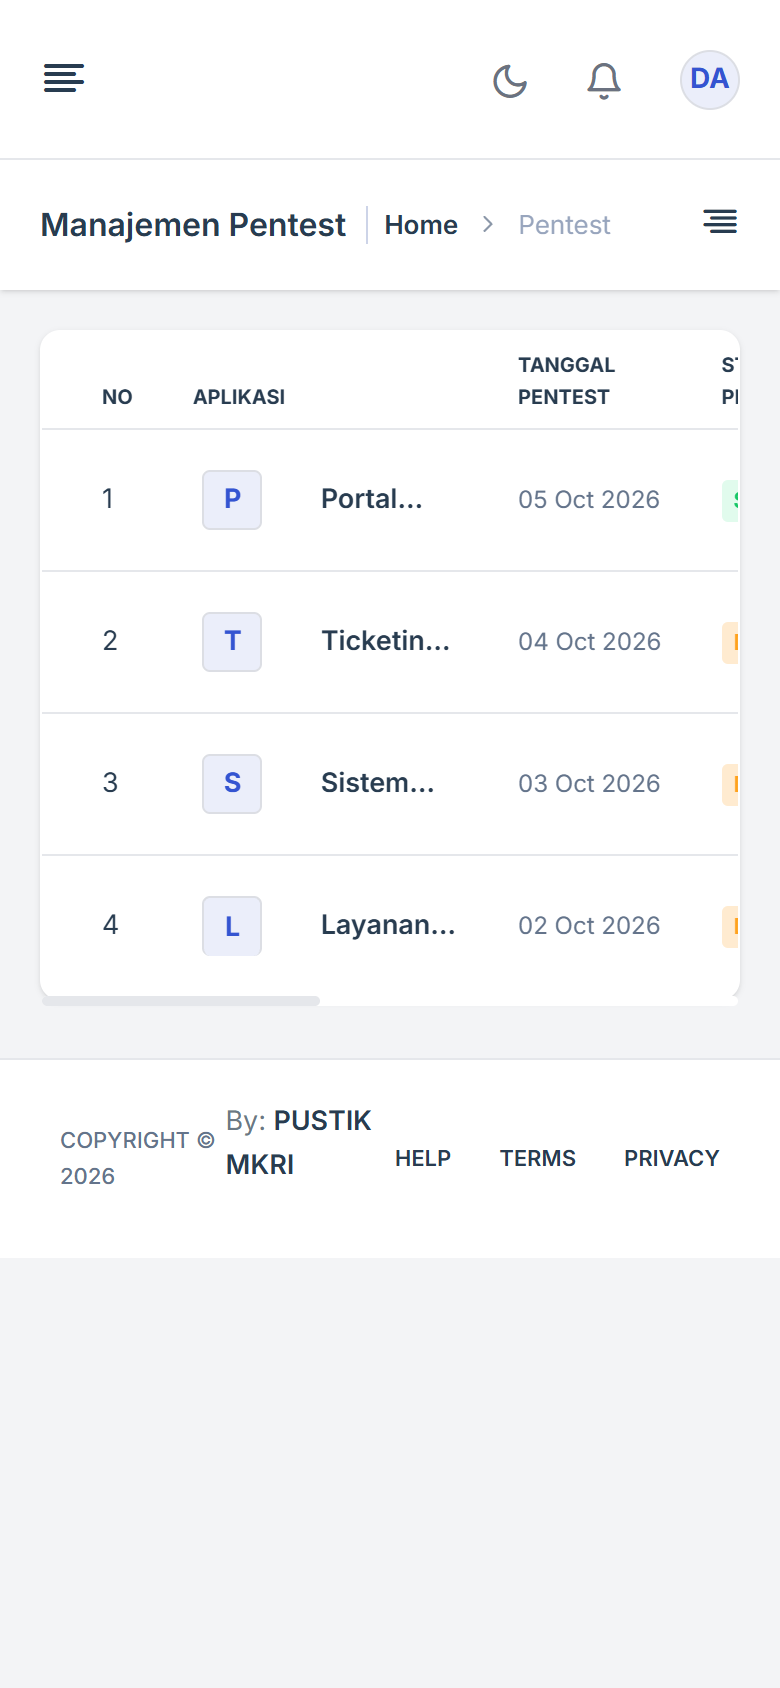 DA
Manajemen Pentest
Home > Pentest
NO APLIKASI TANGGAL PENTEST
1 P Portal... 05 Oct 2026
2 T Ticketin... 04 Oct 2026
3 S Sistem... 03 Oct 2026
4 L Layanan... 02 Oct 2026
COPYRIGHT ©
2026
By: PUSTIK
MKRI
HELP TERMS PRIVACY